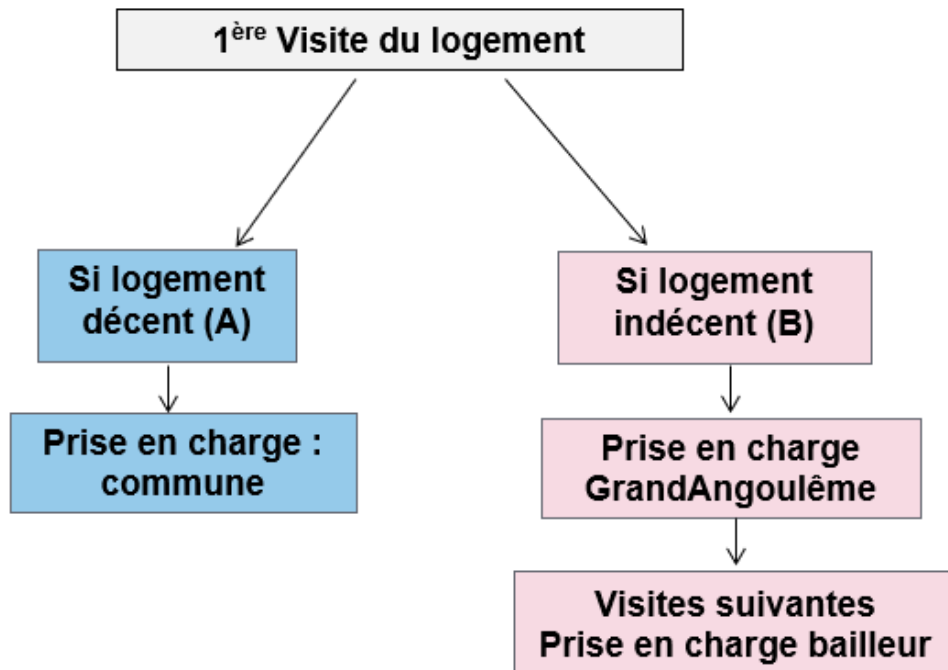 1ère Visite du logement
Si logement
décent (A)
Prise en charge :
commune
Si logement
indécent (B)
Prise en charge
GrandAngoulême
Visites suivantes
Prise en charge bailleur